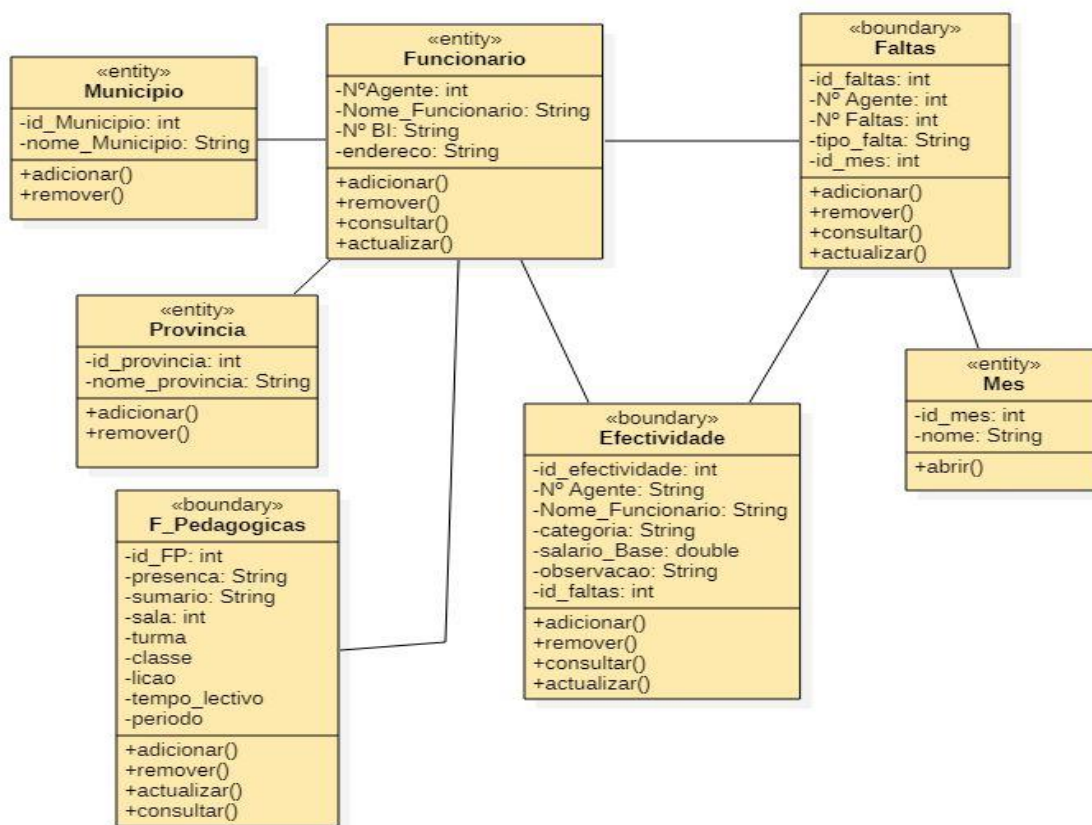 «entity»
Municipio
-id_Municipio: int
-nome_Municipio: String
+adicionar()
+remover()
«entity»
Funcionario
-NºAgente: int
-Nome_Funcionario: String
-Nº BI: String
-endereco: String
+adicionar()
+remover()
+consultar()
+actualizar()
«boundary»
Faltas
-id_faltas: int
-Nº Agente: int
-Nº Faltas: int
-tipo_falta: String
-id_mes: int
+adicionar()
+remover()
+consultar()
+actualizar()
«entity»
Provincia
-id_provincia: int
-nome_provincia: String
+adicionar()
+remover()
«entity»
Mes
-id_mes: int
-nome: String
+abrir()
«boundary»
Efectividade
-id_efectividade: int
-Nº Agente: String
-Nome_Funcionario: String
-categoria: String
-salario_Base: double
-observacao: String
-id_faltas: int
+adicionar()
+remover()
+consultar()
+actualizar()
«boundary»
F_Pedagogicas
-id_FP: int
-presenca: String
-sumario: String
-sala: int
-turma
-classe
-licao
-tempo_lectivo
-periodo
+adicionar()
+remover()
+actualizar()
+consultar()